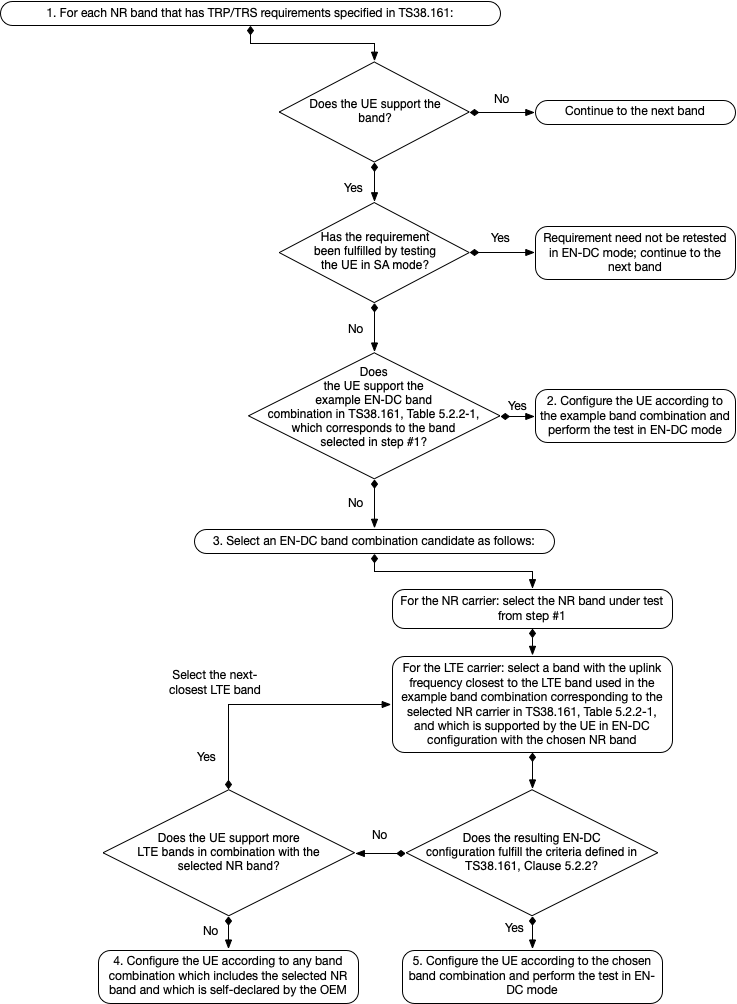 1. For each NR band that has TRP/TRS requirements specified in TS38.161:
Does the UE support the
band?
No
Continue to the next band
Yes
Has the requirement
been fulfilled by testing
the UE in SA mode?
Yes
Requirement need not be retested
in EN-DC mode; continue to the
next band
No
Does
the UE support the
example EN-DC band
combination in TS38.161, Table 5.2.2-1,
which corresponds to the band
selected in step #1?
Yes
2. Configure the UE according to
the example band combination and
perform the test in EN-DC mode
No
3. Select an EN-DC band combination candidate as follows:
For the NR carrier: select the NR band under test
from step #1
For the LTE carrier: select a band with the uplink
frequency closest to the LTE band used in the
example band combination corresponding to the
selected NR carrier in TS38.161, Table 5.2.2-1,
and which is supported by the UE in EN-DC
configuration with the chosen NR band
Select the next-
closest LTE band
Yes
Does the UE support more
LTE bands in combination with the
selected NR band?
No
Does the resulting EN-DC
configuration fulfill the criteria defined in
TS38.161, Clause 5.2.2?
No
4. Configure the UE according to any band
combination which includes the selected NR
band and which is self-declared by the OEM
Yes
5. Configure the UE according to the chosen
band combination and perform the test in EN-
DC mode